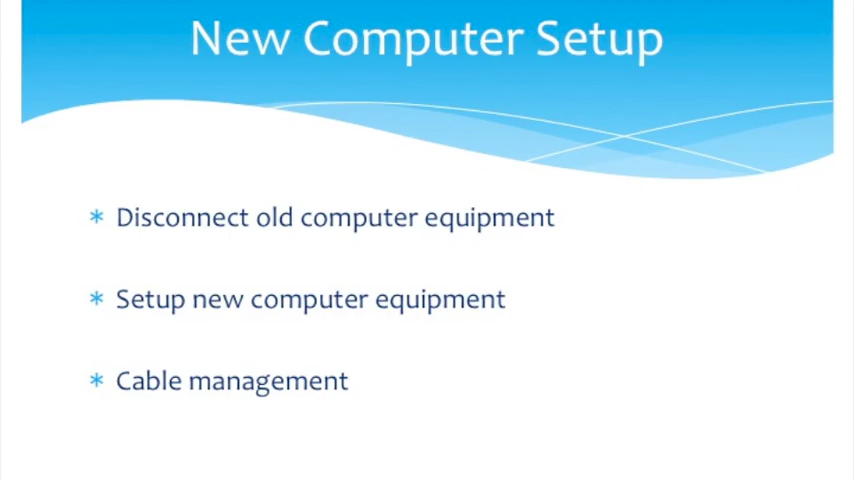 New Computer Setup
* Disconnect old computer equipment
* Setup new computer equipment
* Cable management